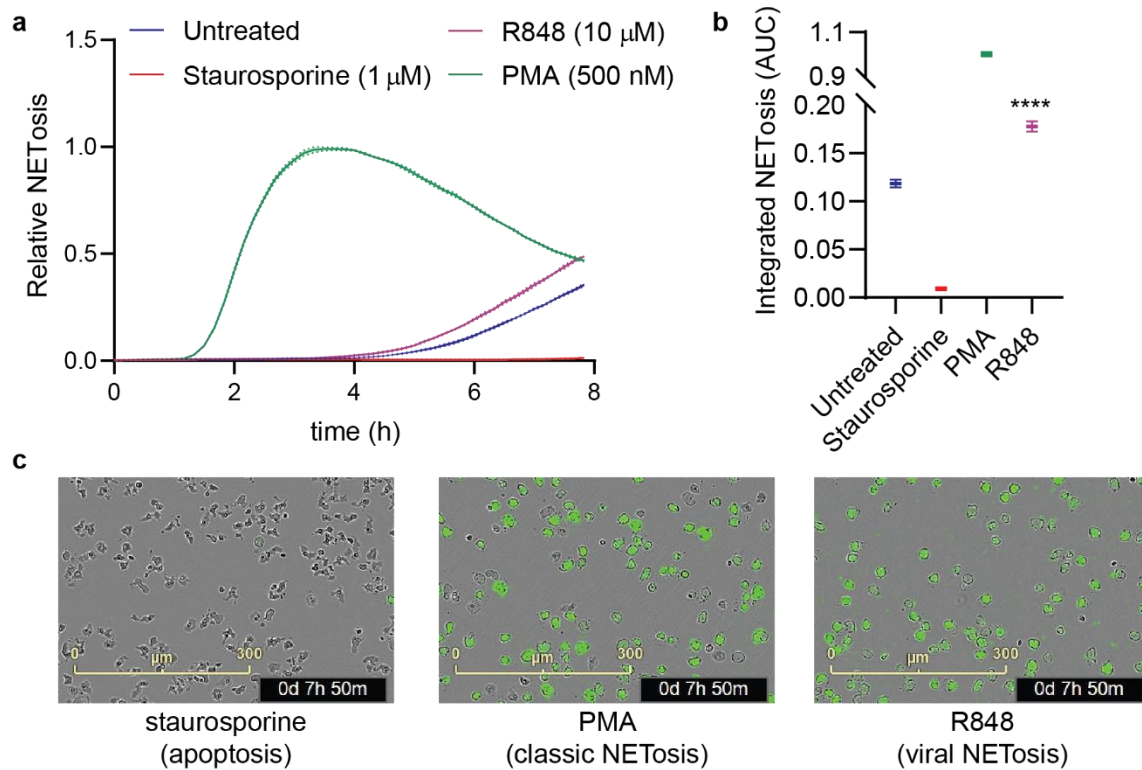 a
1.5
1.0
0.5
0.0
Relative NETosis
Untreated
Staurosporine (1 μM)
R848 (10 μM)
PMA (500 nM)
0 2 4 6 8
time (h)
b
Integrated NETosis (AUC)
1.1
0.9
0.20
0.15
0.10
0.05
0.00
****
Untreated
Staurosporine
PMA
R848
c
0 µm 300
0d 7h 50m
staurosporine
(apoptosis)
0 µm 300
0d 7h 50m
PMA
(classic NETosis)
0 µm 300
0d 7h 50m
R848
(viral NETosis)